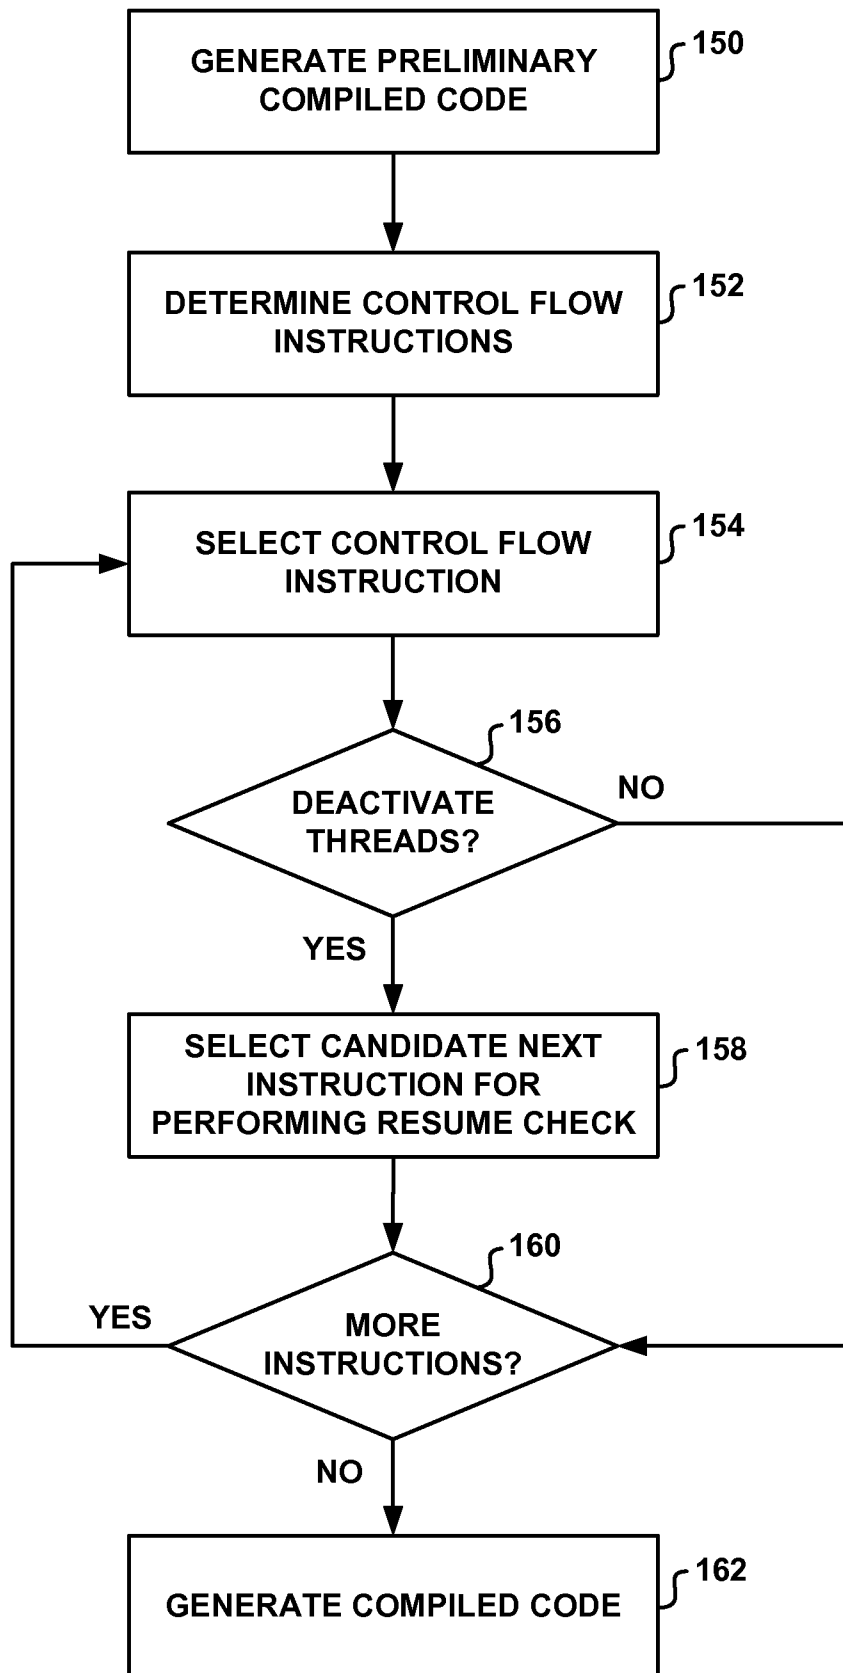 GENERATE PRELIMINARY
COMPILED CODE
150
DETERMINE CONTROL FLOW
INSTRUCTIONS
152
SELECT CONTROL FLOW
INSTRUCTION
154
156
DEACTIVATE
THREADS?
NO
YES
SELECT CANDIDATE NEXT
INSTRUCTION FOR
PERFORMING RESUME CHECK
158
160
YES
MORE
INSTRUCTIONS?
NO
GENERATE COMPILED CODE
162